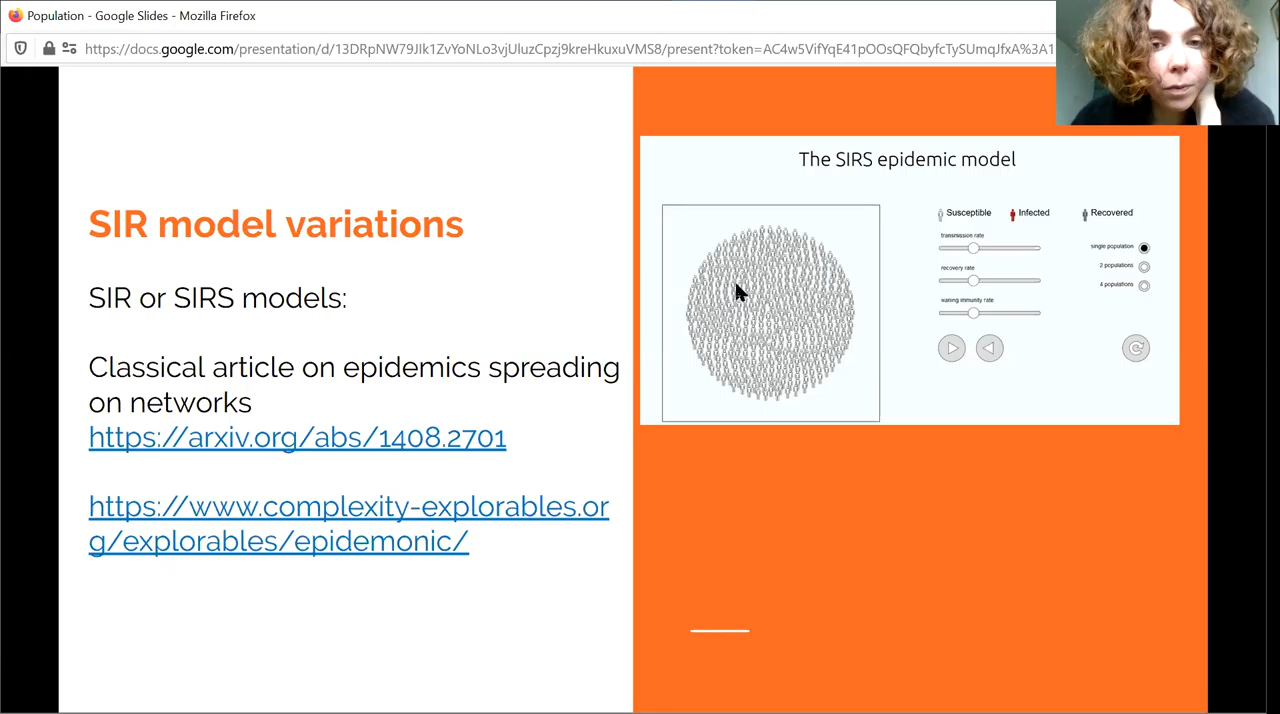 Population - Google Slides - Mozilla Firefox
https://docs.google.com/presentation/d/13DRpNW79JIk1ZvYoNLo3vjUluzCpzj9kreHkuxuVMS8/present?token=AC4w5VifYqE41pOOsQFQbyfcTySUmqJfxA%3A1
SIR model variations
SIR or SIRS models:
Classical article on epidemics spreading
on networks
https://arxiv.org/abs/1408.2701
https://www.complexity-explorables.or
g/explorables/epidemonic/
The SIRS epidemic model
Susceptible Infected Recovered
transmission rate
recovery rate
waning immunity rate
single population
2 populations
4 populations